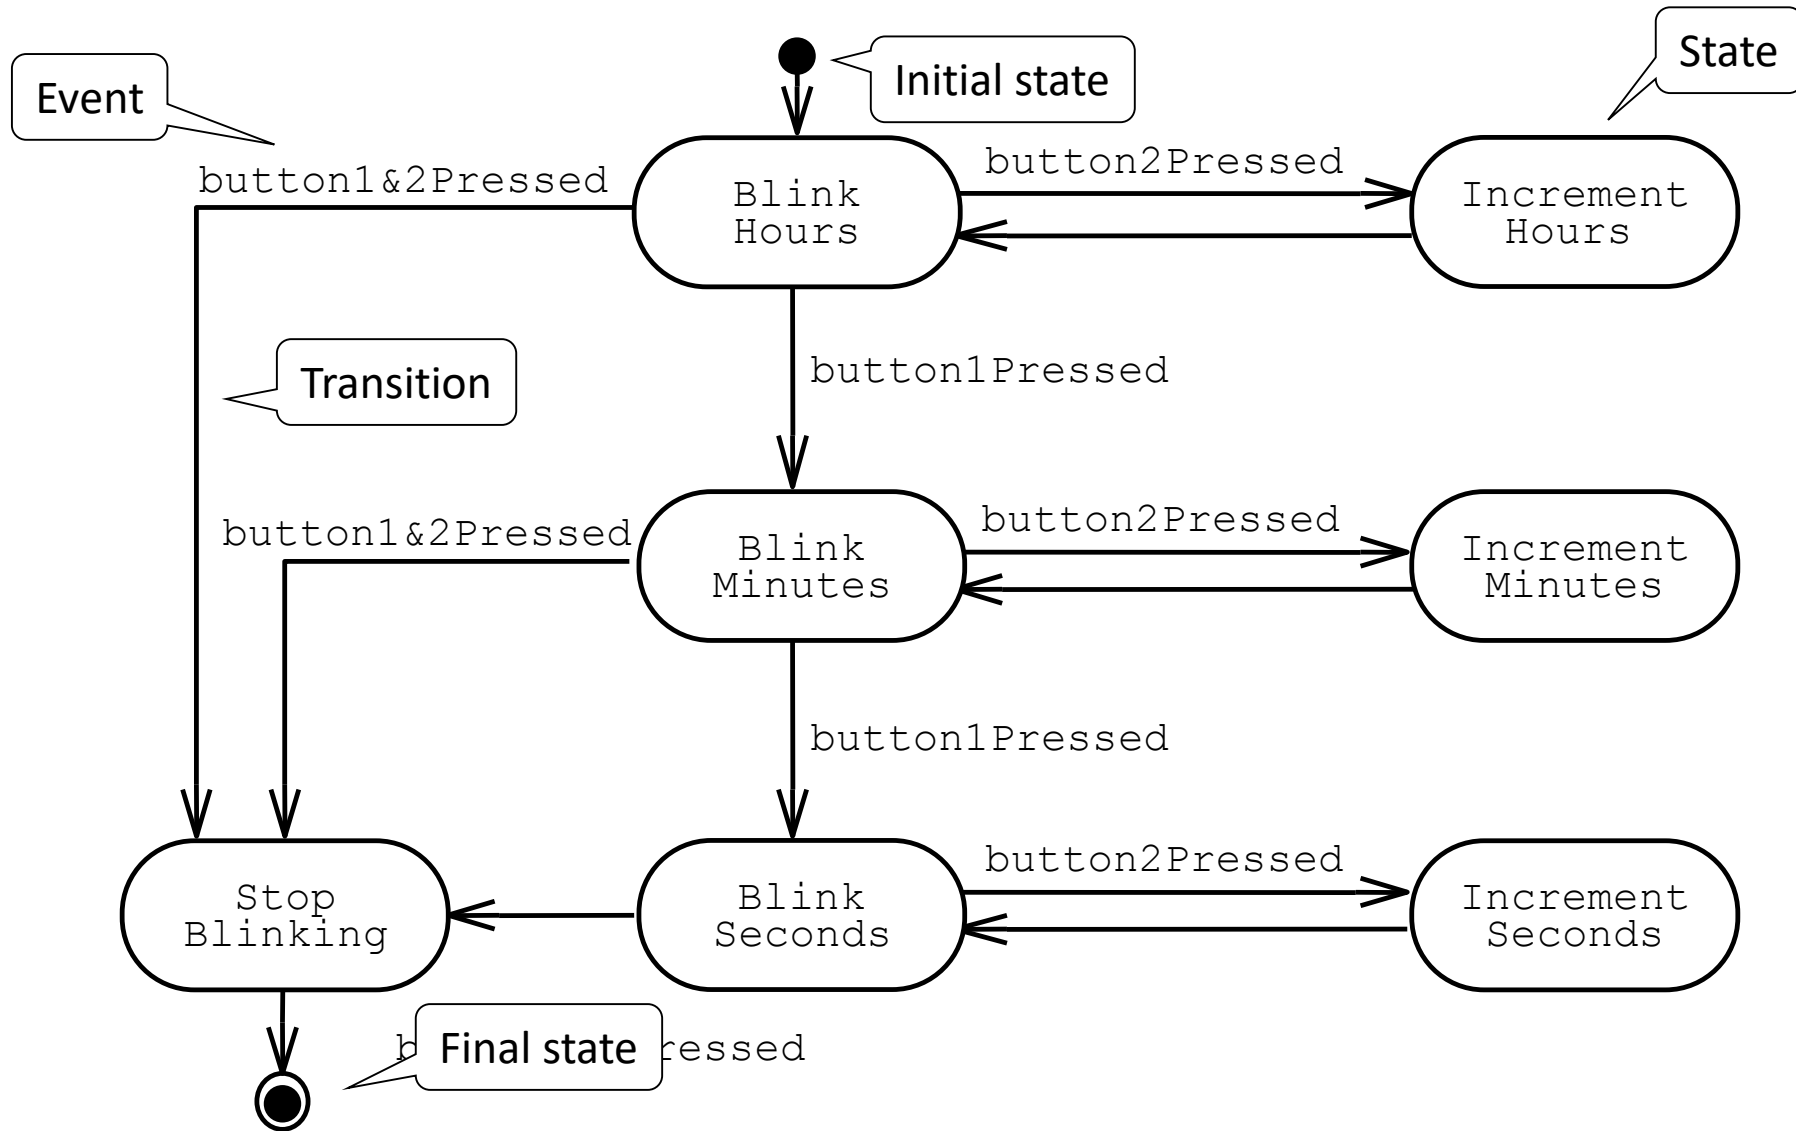 State
Event
Initial state
button1&2Pressed
button2Pressed
Blink
Hours
Increment
Hours
Transition
button1Pressed
button1&2Pressed
button2Pressed
Blink
Minutes
Increment
Minutes
button1Pressed
button2Pressed
Stop
Blinking
Blink
Seconds
Increment
Seconds
Final state